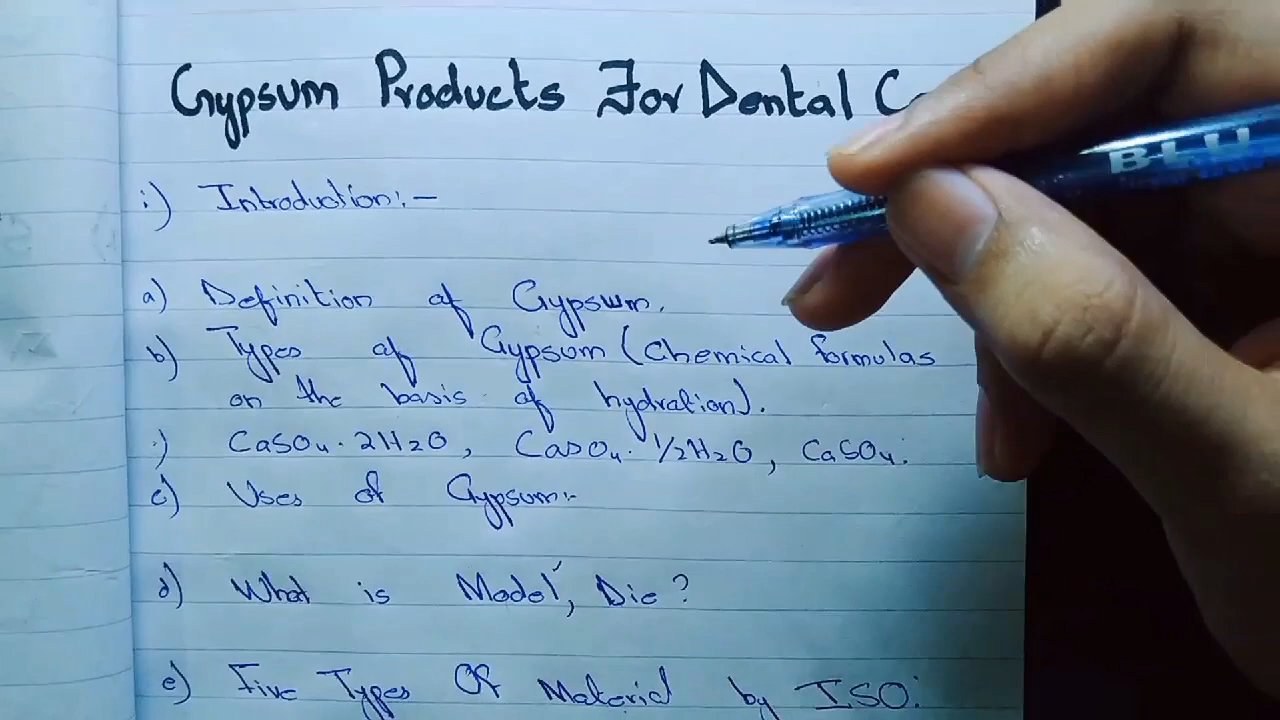 Gypsum Products For Dental
i) Introduction:-
a) Definition of Gypsum.
b) Types of Gypsum (Chemical formulas
on the basis of hydration).
CaSO4·2H2O, CaSO4·1/2H2O, CaSO4.
c) Uses of Gypsum:-
d) What is Model, Die?
e) Five Types Of Material by ISO:
BLU